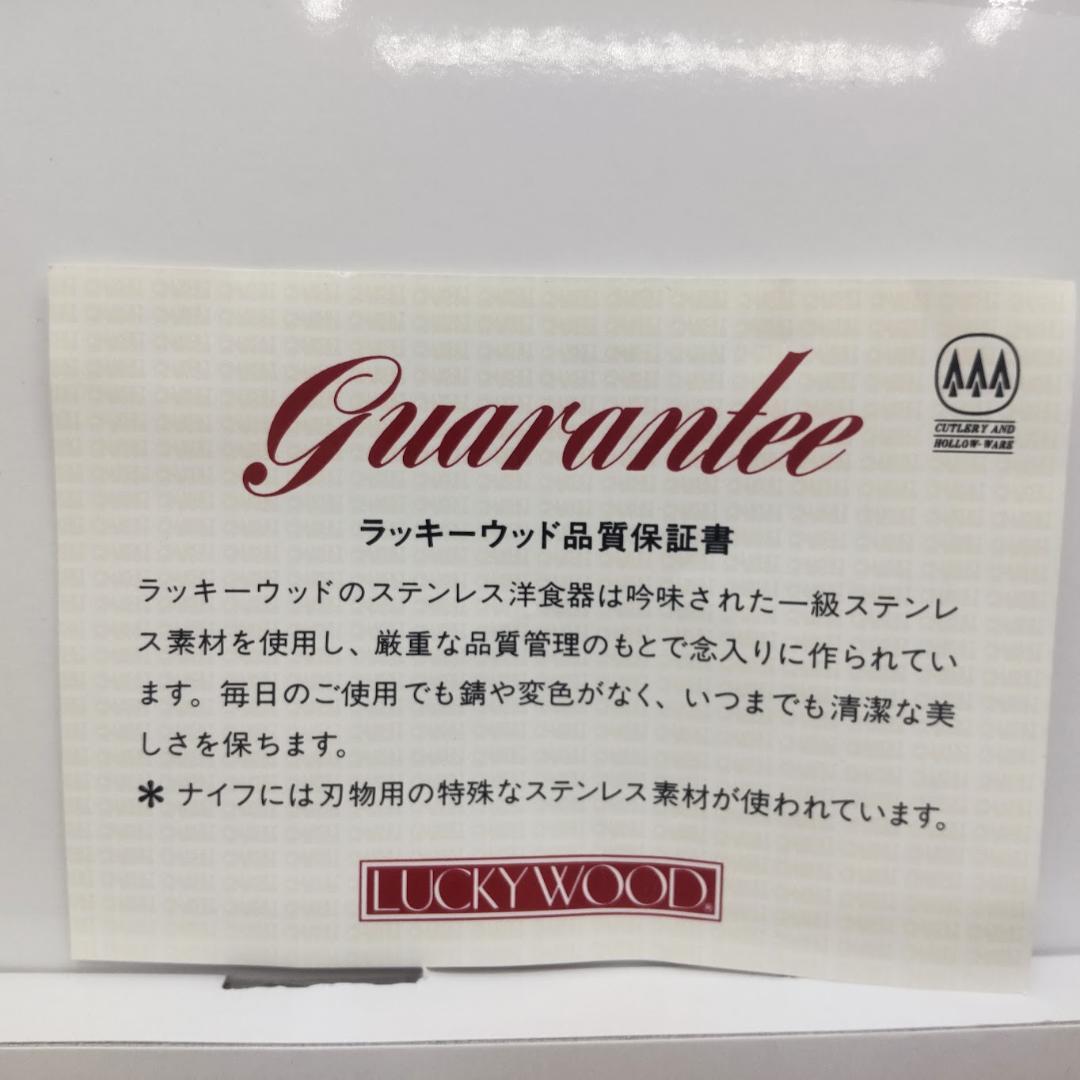 Guarantee
CUTLERY AND
HOLLOW-WARE
ラッキーウッド品質保証書
ラッキーウッドのステンレス洋食器は吟味された一級ステンレ
ス素材を使用し、厳重な品質管理のもとで念入りに作られてい
ます。毎日のご使用でも錆や変色がなく、いつまでも清潔な美
しさを保ちます。
＊ナイフには刃物用の特殊なステンレス素材が使われています。
LUCKYWOOD®